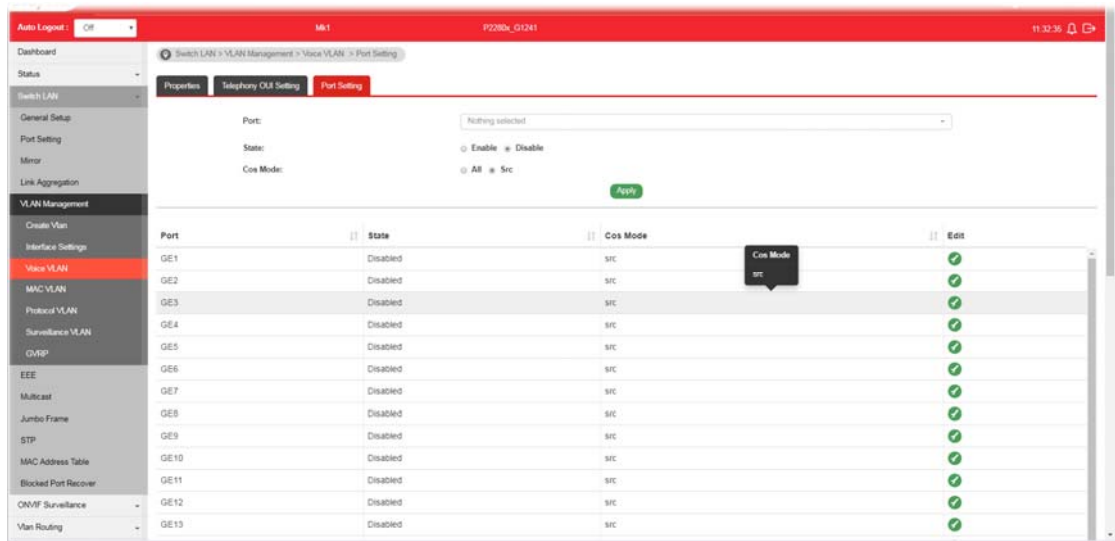 Auto Logout : Off Mk1 P2280x_G1241 11:32:35
Switch LAN > VLAN Management > Voice VLAN > Port Setting
Properties Telephony OUI Setting Port Setting
Dashboard
Status
Switch LAN
General Setup
Port Setting
Mirror
Link Aggregation
VLAN Management
Create Vlan
Interface Settings
Voice VLAN
MAC VLAN
Protocol VLAN
Surveillance VLAN
GVRP
EEE
Multicast
Jumbo Frame
STP
MAC Address Table
Blocked Port Recover
ONVIF Surveillance
Vlan Routing
Port: Nothing selected
State: Enable Disable
Cos Mode: All Src
Apply
Port State Cos Mode Edit
GE1 Disabled src
GE2 Disabled src
GE3 Disabled src
GE4 Disabled src
GE5 Disabled src
GE6 Disabled src
GE7 Disabled src
GE8 Disabled src
GE9 Disabled src
GE10 Disabled src
GE11 Disabled src
GE12 Disabled src
GE13 Disabled src
Cos Mode
src